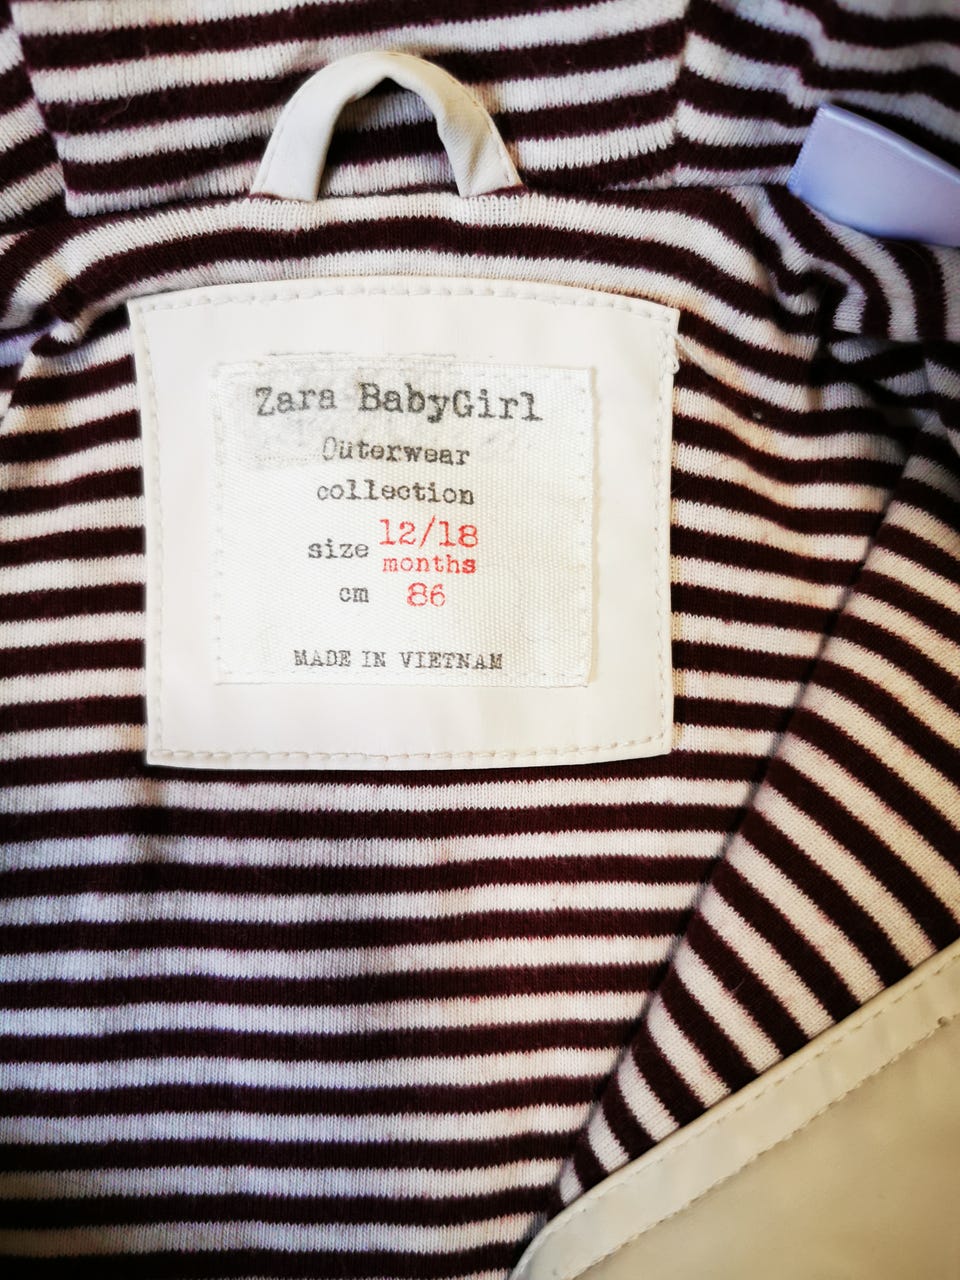 Zara BabyGirl
Outerwear
collection
size 12/18
months
cm 86
MADE IN VIETNAM